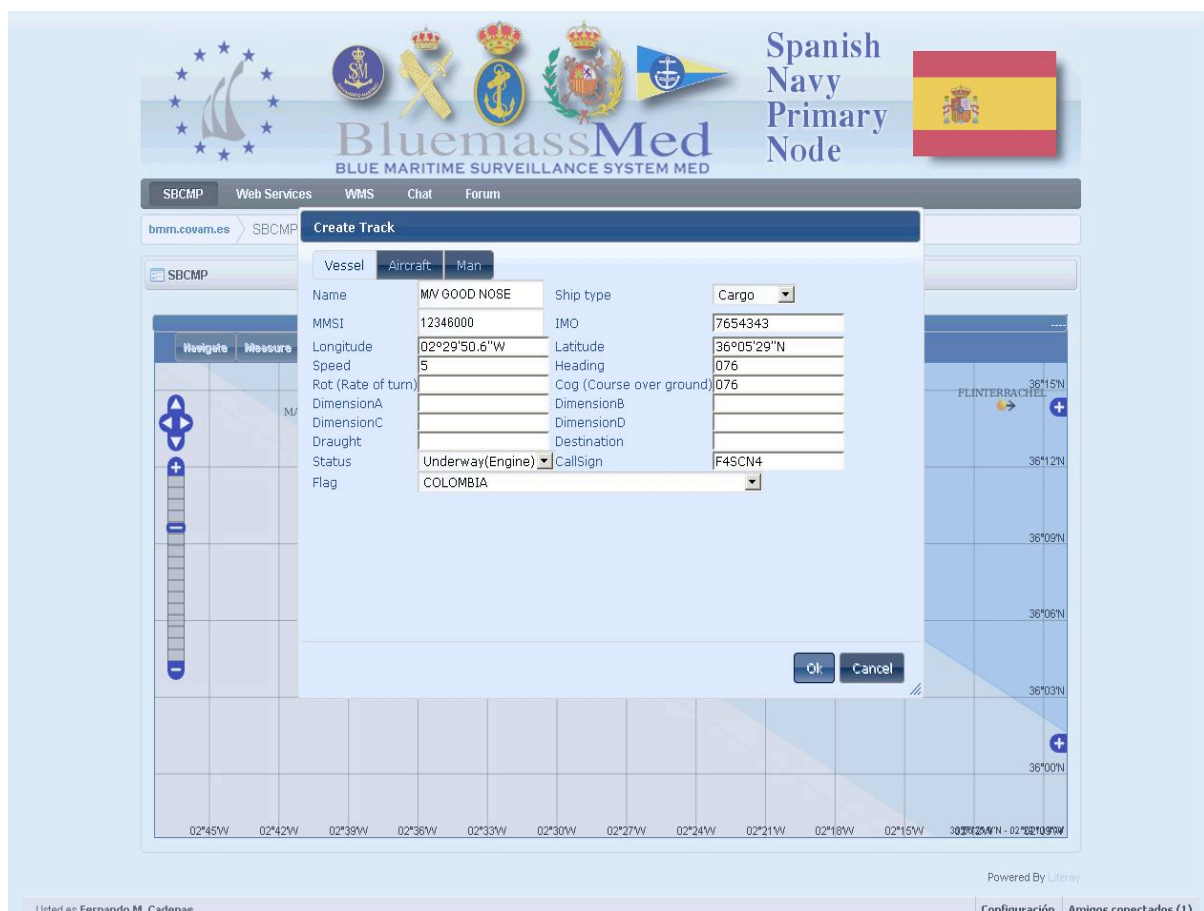 Spanish
Navy
Primary
Node
SM
BluemassMed
BLUE MARITIME SURVEILLANCE SYSTEM MED
SBCMP Web Services WMS Chat Forum
bmm.covam.es SBCMP
Create Track
Vessel Aircraft Man
SBCMP
Name M/V GOOD NOSE Ship type Cargo
MMSI 12346000 IMO 7654343
Navigate Measure
Longitude 02º29'50.6"W Latitude 36º05'29"N
Speed 5 Heading 076
Rot (Rate of turn) Cog (Course over ground) 076
DimensionA DimensionB
DimensionC DimensionD
Draught Destination
Status Underway(Engine) CallSign F4SCN4
Flag COLOMBIA
MA
FLINTERRACHEL
36°15'N
36°12'N
36°09'N
36°06'N
Ok Cancel
36°03'N
36°00'N
02°45'W 02°42'W 02°39'W 02°36'W 02°33'W 02°30'W 02°27'W 02°24'W 02°21'W 02°18'W 02°15'W
Powered By Liferay
Usted es Fernando M. Cadenas Configuración Amigos conectados (1)